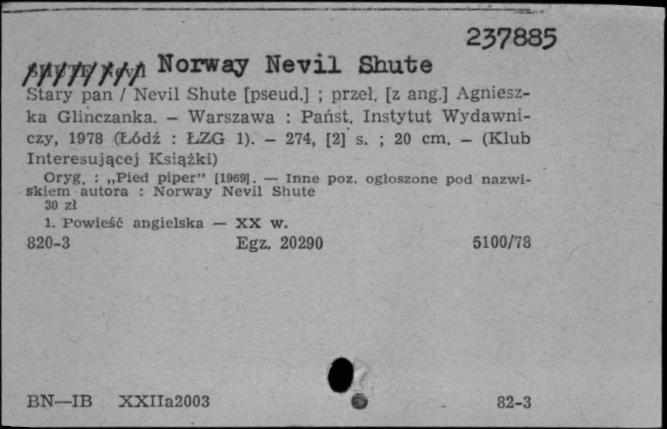 237885
Norway Nevil Shute
Stary pan / Nevil Shute [pseud.] ; przeł. [z ang.] Agniesz-
ka Glinczanka. — Warszawa : Państ. Instytut Wydawni-
czy, 1978 (Łódź : ŁZG 1). — 274, [2] s. ; 20 cm. — (Klub
Interesującej Książki)
Oryg. : „Pied piper” [1969]. — Inne poz. ogłoszone pod nazwi-
skiem autora : Norway Nevil Shute
30 zł
1. Powieść angielska — XX w.
820-3 Egz. 20290 5100/78
BN—IB XXIIa2003 82-3